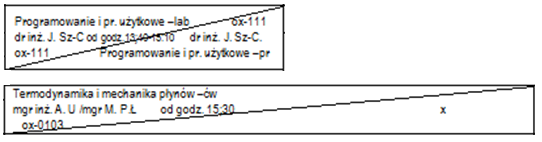 Programowanie i pr. użytkowe –lab ox-111
dr inż. J. Sz-C od godz.13;40-15:10 dr inż. J. Sz-C.
ox-111 Programowanie i pr. użytkowe –pr
Termodynamika i mechanika płynów –ćw
mgr inż. A. U /mgr M. P.Ł od godz. 15:30 x
ox-0103